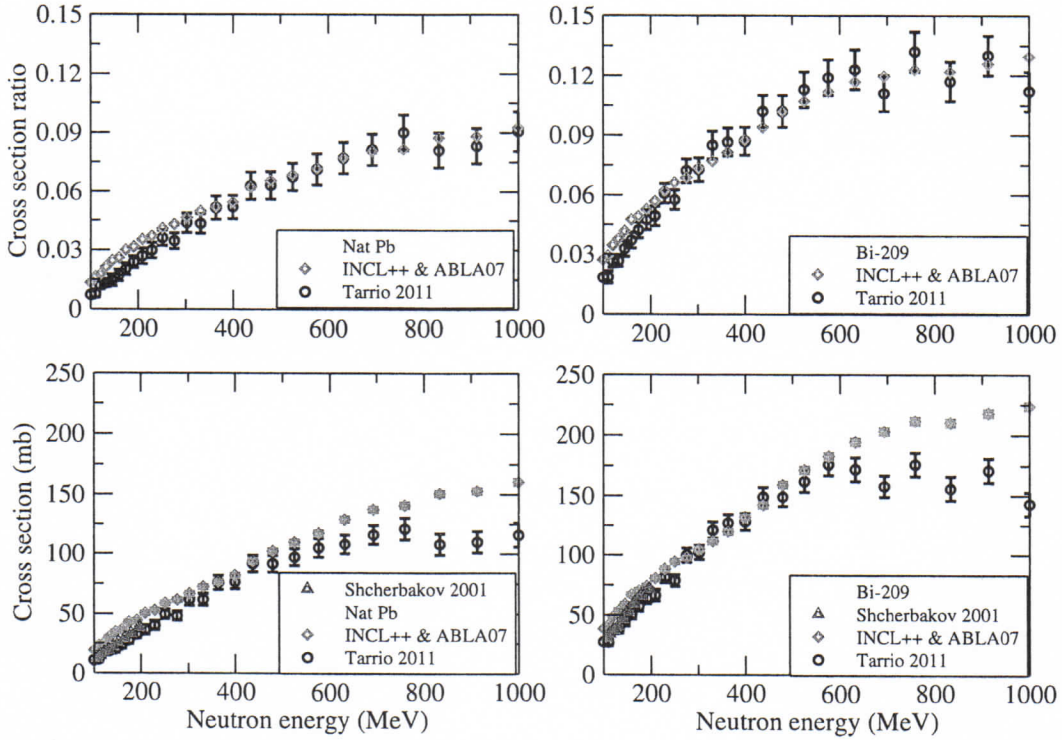 0.15
0.12
0.09
0.06
0.03
0
Cross section ratio
Nat Pb
INCL++ & ABLA07
Tarrio 2011
200 400 600 800 1000
0.15
0.12
0.09
0.06
0.03
0
Bi-209
INCL++ & ABLA07
Tarrio 2011
200 400 600 800 1000
250
200
150
100
50
0
Cross section (mb)
Shcherbakov 2001
Nat Pb
INCL++ & ABLA07
Tarrio 2011
200 400 600 800 1000
Neutron energy (MeV)
250
200
150
100
50
0
Bi-209
Shcherbakov 2001
INCL++ & ABLA07
Tarrio 2011
200 400 600 800 1000
Neutron energy (MeV)